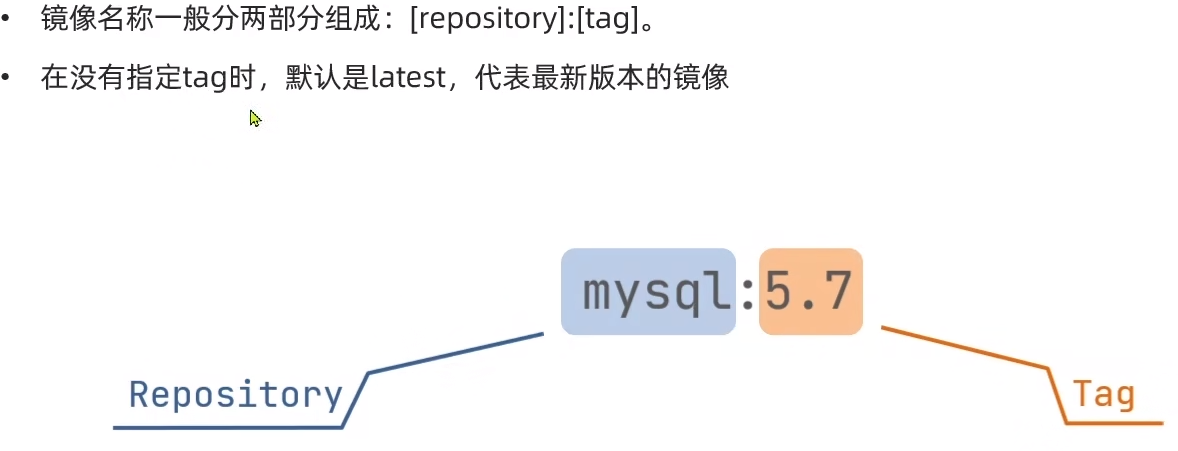 • 镜像名称一般分两部分组成：[repository]:[tag]。
• 在没有指定tag时，默认是latest，代表最新版本的镜像
mysql:5.7
Repository
Tag